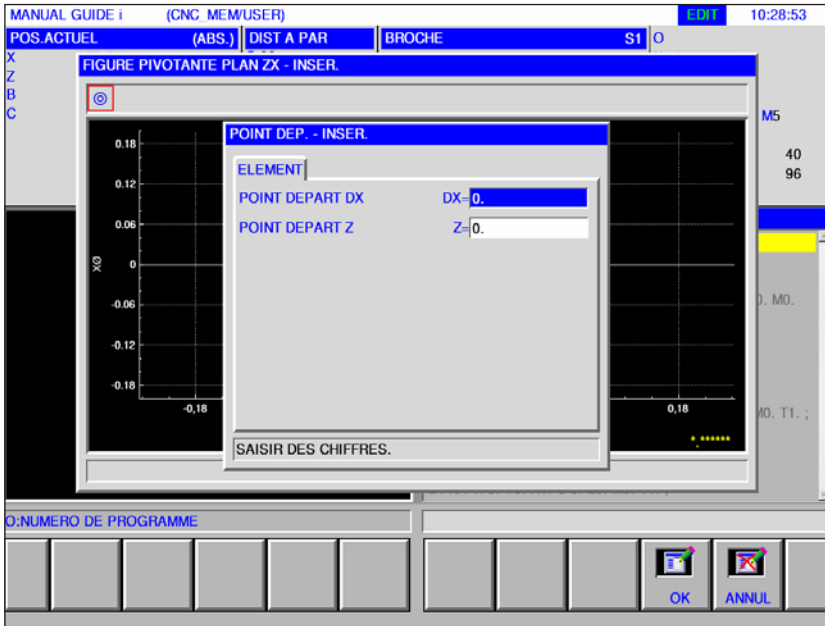 MANUAL GUIDE i (CNC_MEM/USER) EDIT 10:28:53
POS.ACTUEL (ABS.) DIST A PAR BROCHE S1 O
X
Z
B
C
FIGURE PIVOTANTE PLAN ZX - INSER.
M5
40
96
POINT DEP. - INSER.
ELEMENT
POINT DEPART DX DX=0.
POINT DEPART Z Z=0.
SAISIR DES CHIFFRES.
0.18
0.12
0.06
XØ
0
-0.06
-0.12
-0.18
-0,18
0,18
*.******
0. M0.
M0. T1. ;
O:NUMERO DE PROGRAMME
OK ANNUL